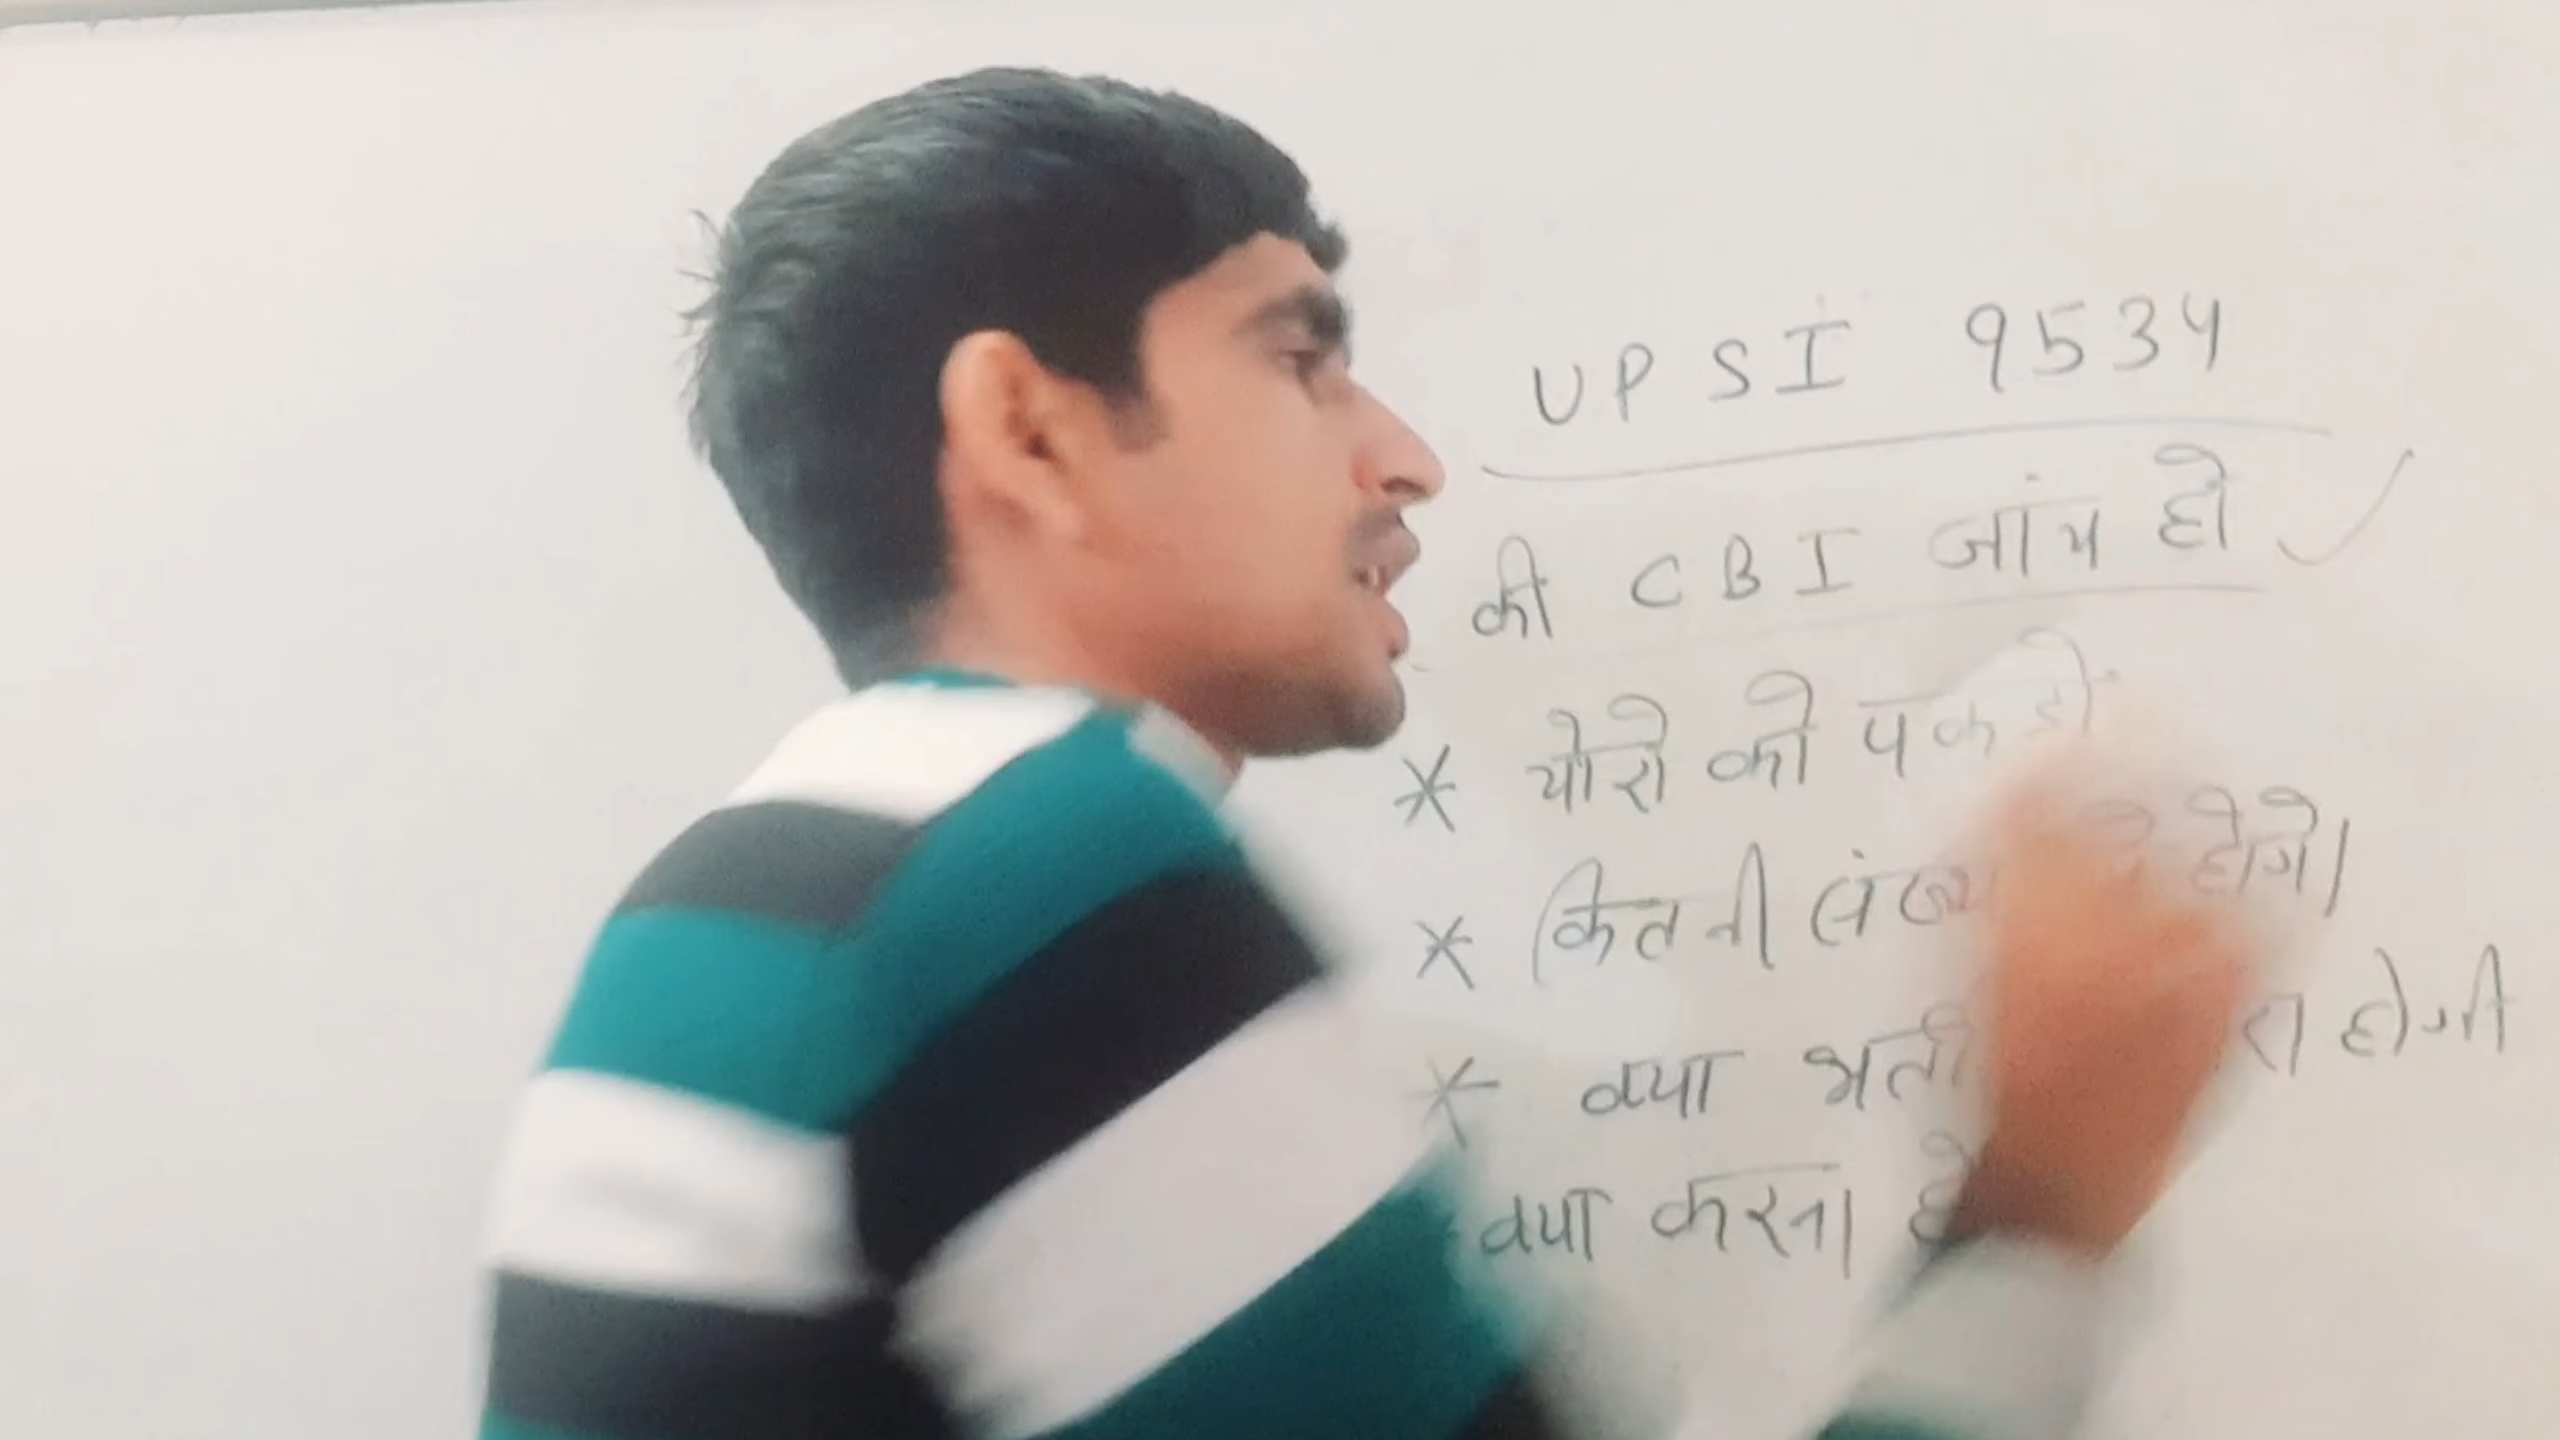 UPSI 9534
की CBI जांच हो
* चोरो को पकडो
* कितनी होगे।
* क्या भर्ती होगी
क्या करना